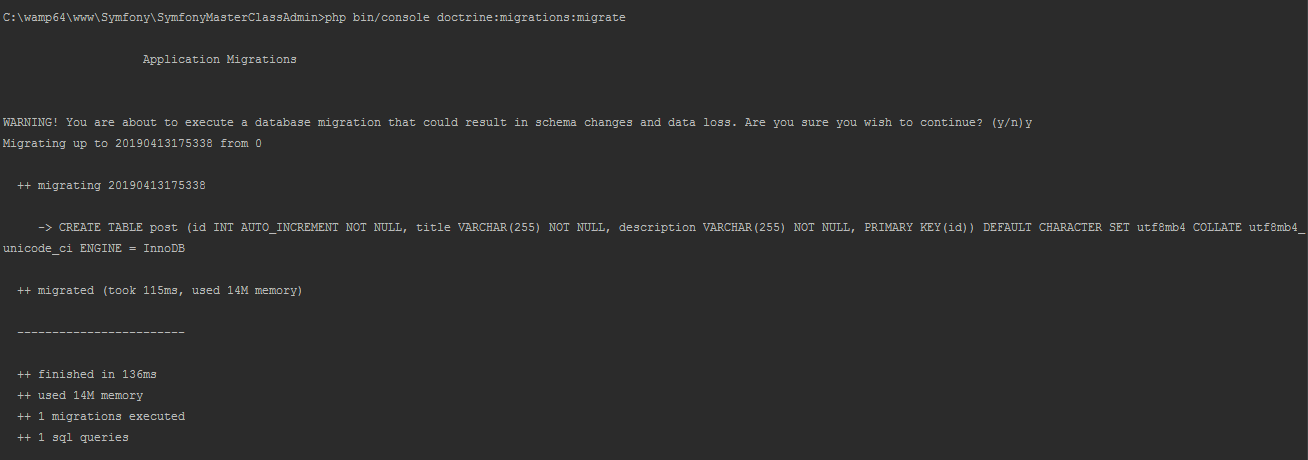 C:\wamp64\www\Symfony\SymfonyMasterClassAdmin>php bin/console doctrine:migrations:migrate
Application Migrations
WARNING! You are about to execute a database migration that could result in schema changes and data loss. Are you sure you wish to continue? (y/n)y
Migrating up to 20190413175338 from 0
++ migrating 20190413175338
-> CREATE TABLE post (id INT AUTO_INCREMENT NOT NULL, title VARCHAR(255) NOT NULL, description VARCHAR(255) NOT NULL, PRIMARY KEY(id)) DEFAULT CHARACTER SET utf8mb4 COLLATE utf8mb4_
unicode_ci ENGINE = InnoDB
++ migrated (took 115ms, used 14M memory)
------------------------
++ finished in 136ms
++ used 14M memory
++ 1 migrations executed
++ 1 sql queries